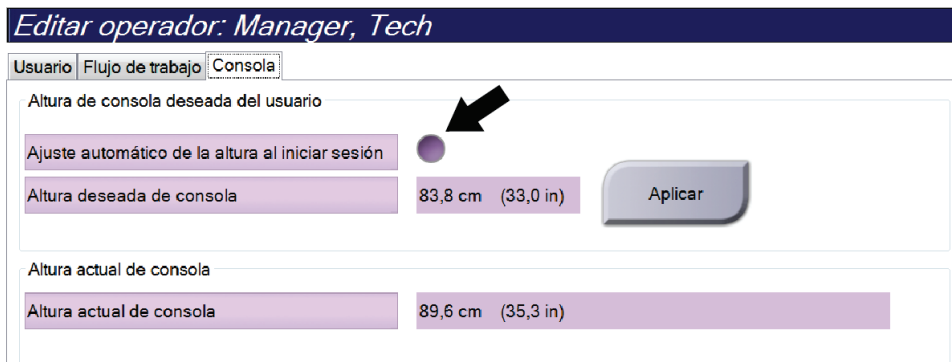 Editar operador: Manager, Tech
Usuario Flujo de trabajo Consola
Altura de consola deseada del usuario
Ajuste automático de la altura al iniciar sesión
Altura deseada de consola 83,8 cm (33,0 in) Aplicar
Altura actual de consola
Altura actual de consola 89,6 cm (35,3 in)